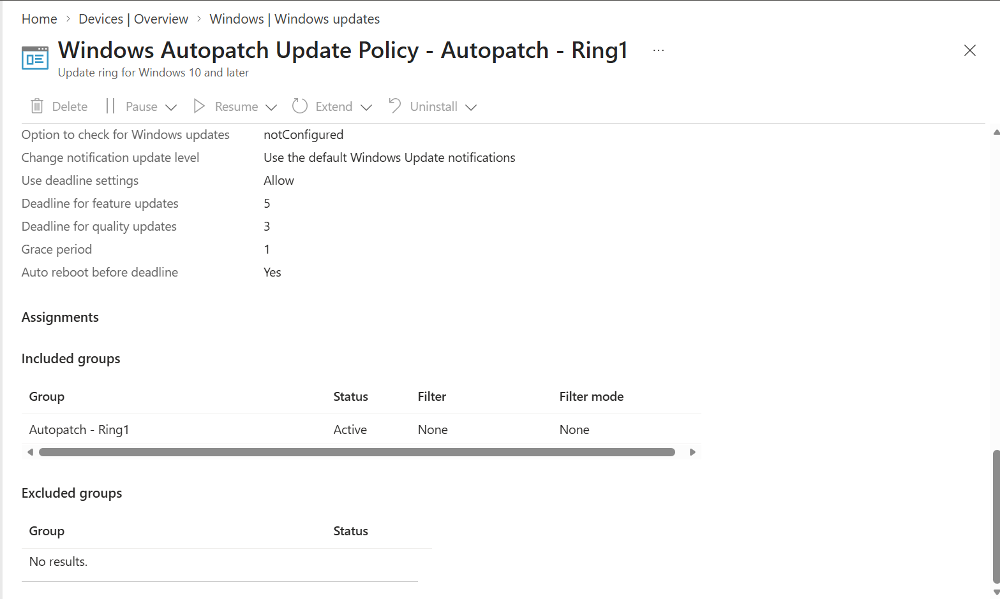 Home > Devices | Overview > Windows | Windows updates
Windows Autopatch Update Policy - Autopatch - Ring1 ...
Update ring for Windows 10 and later
Delete Pause Resume Extend Uninstall
Option to check for Windows updates notConfigured
Change notification update level Use the default Windows Update notifications
Use deadline settings Allow
Deadline for feature updates 5
Deadline for quality updates 3
Grace period 1
Auto reboot before deadline Yes
Assignments
Included groups
Group Status Filter Filter mode
Autopatch - Ring1 Active None None
Excluded groups
Group Status
No results.